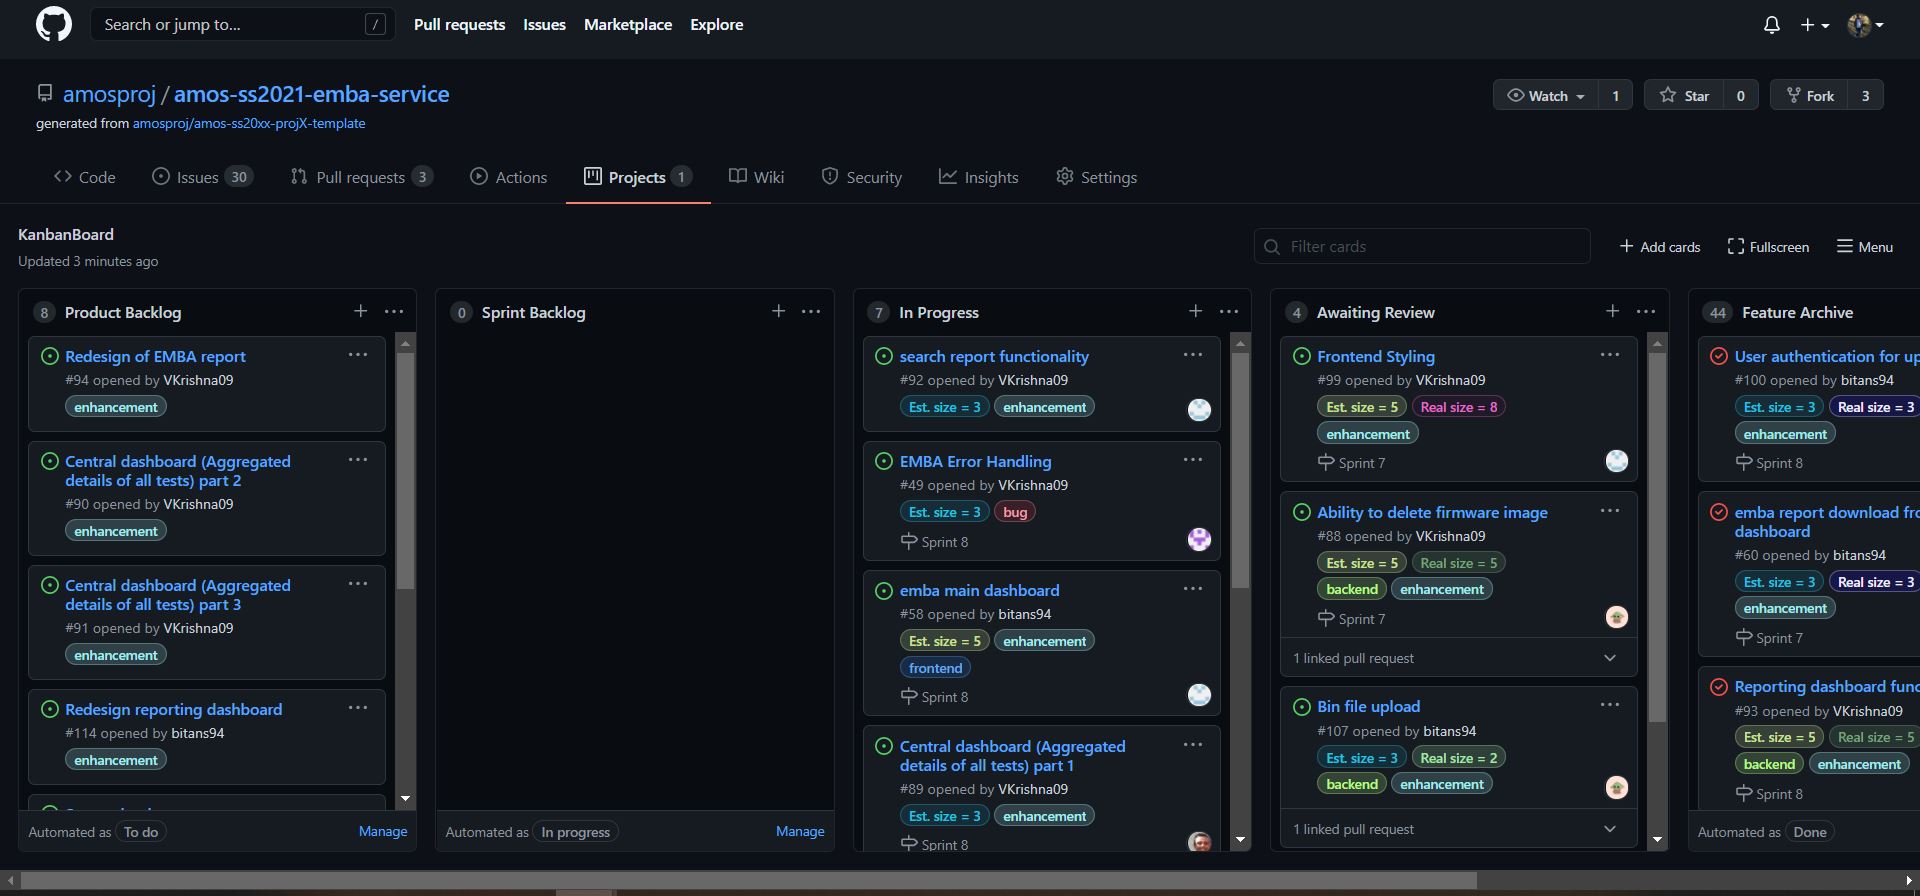 Search or jump to... /
Pull requests Issues Marketplace Explore
amosproj / amos-ss2021-emba-service
generated from amosproj/amos-ss20xx-projX-template
Watch 1
Star 0
Fork 3
Code
Issues 30
Pull requests 3
Actions
Projects 1
Wiki
Security
Insights
Settings
KanbanBoard
Updated 3 minutes ago
Filter cards
Add cards
Fullscreen
Menu
8 Product Backlog
Redesign of EMBA report
#94 opened by VKrishna09
enhancement
Central dashboard (Aggregated
details of all tests) part 2
#90 opened by VKrishna09
enhancement
Central dashboard (Aggregated
details of all tests) part 3
#91 opened by VKrishna09
enhancement
Redesign reporting dashboard
#114 opened by bitans94
enhancement
Automated as To do Manage
0 Sprint Backlog
Automated as In progress Manage
7 In Progress
search report functionality
#92 opened by VKrishna09
Est. size = 3 enhancement
EMBA Error Handling
#49 opened by VKrishna09
Est. size = 3 bug
Sprint 8
emba main dashboard
#58 opened by bitans94
Est. size = 5 enhancement
frontend
Sprint 8
Central dashboard (Aggregated
details of all tests) part 1
#89 opened by VKrishna09
Est. size = 3 enhancement
Sprint 8
4 Awaiting Review
Frontend Styling
#99 opened by VKrishna09
Est. size = 5 Real size = 8
enhancement
Sprint 7
Ability to delete firmware image
#88 opened by VKrishna09
Est. size = 5 Real size = 5
backend enhancement
Sprint 7
1 linked pull request
Bin file upload
#107 opened by bitans94
Est. size = 3 Real size = 2
backend enhancement
1 linked pull request
44 Feature Archive
User authentication for up
#100 opened by bitans94
Est. size = 3 Real size = 3
enhancement
Sprint 8
emba report download fro
dashboard
#60 opened by bitans94
Est. size = 3 Real size = 3
enhancement
Sprint 7
Reporting dashboard func
#93 opened by VKrishna09
Est. size = 5 Real size = 5
backend enhancement
Sprint 8
Automated as Done